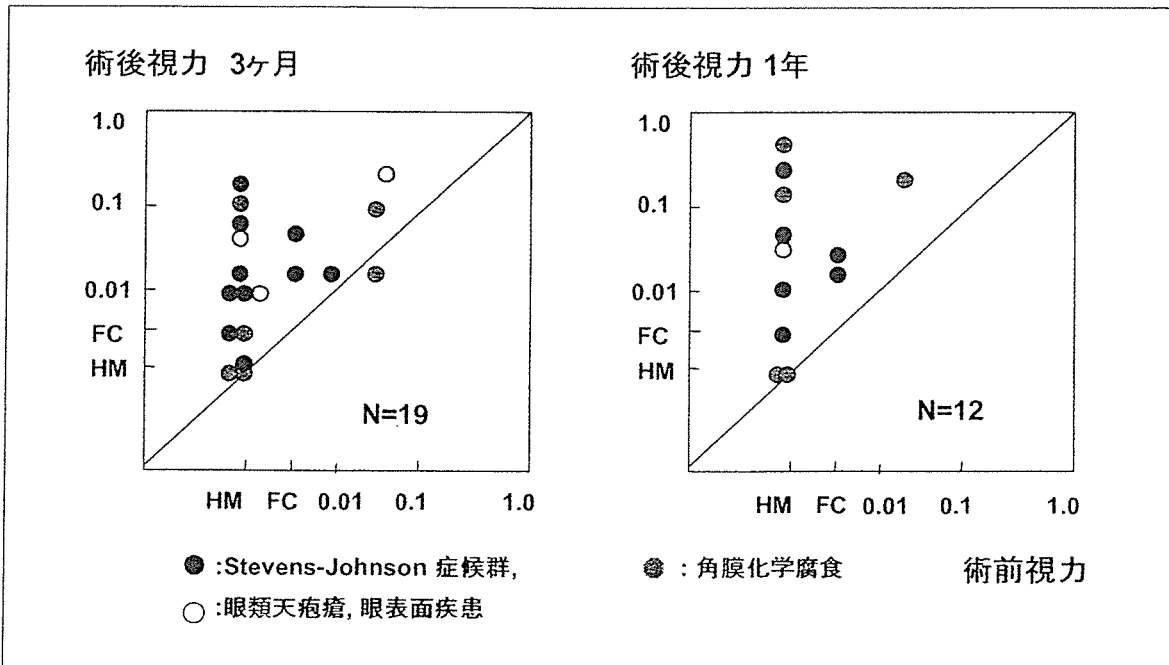 術後視力 3ヶ月
1.0
0.1
0.01
FC
HM
N=19
HM FC 0.01 0.1 1.0
術後視力 1年
1.0
0.1
0.01
FC
HM
N=12
HM FC 0.01 0.1 1.0
●:Stevens-Johnson 症候群,
○:眼類天疱瘡, 眼表面疾患
●:角膜化学腐食
術前視力